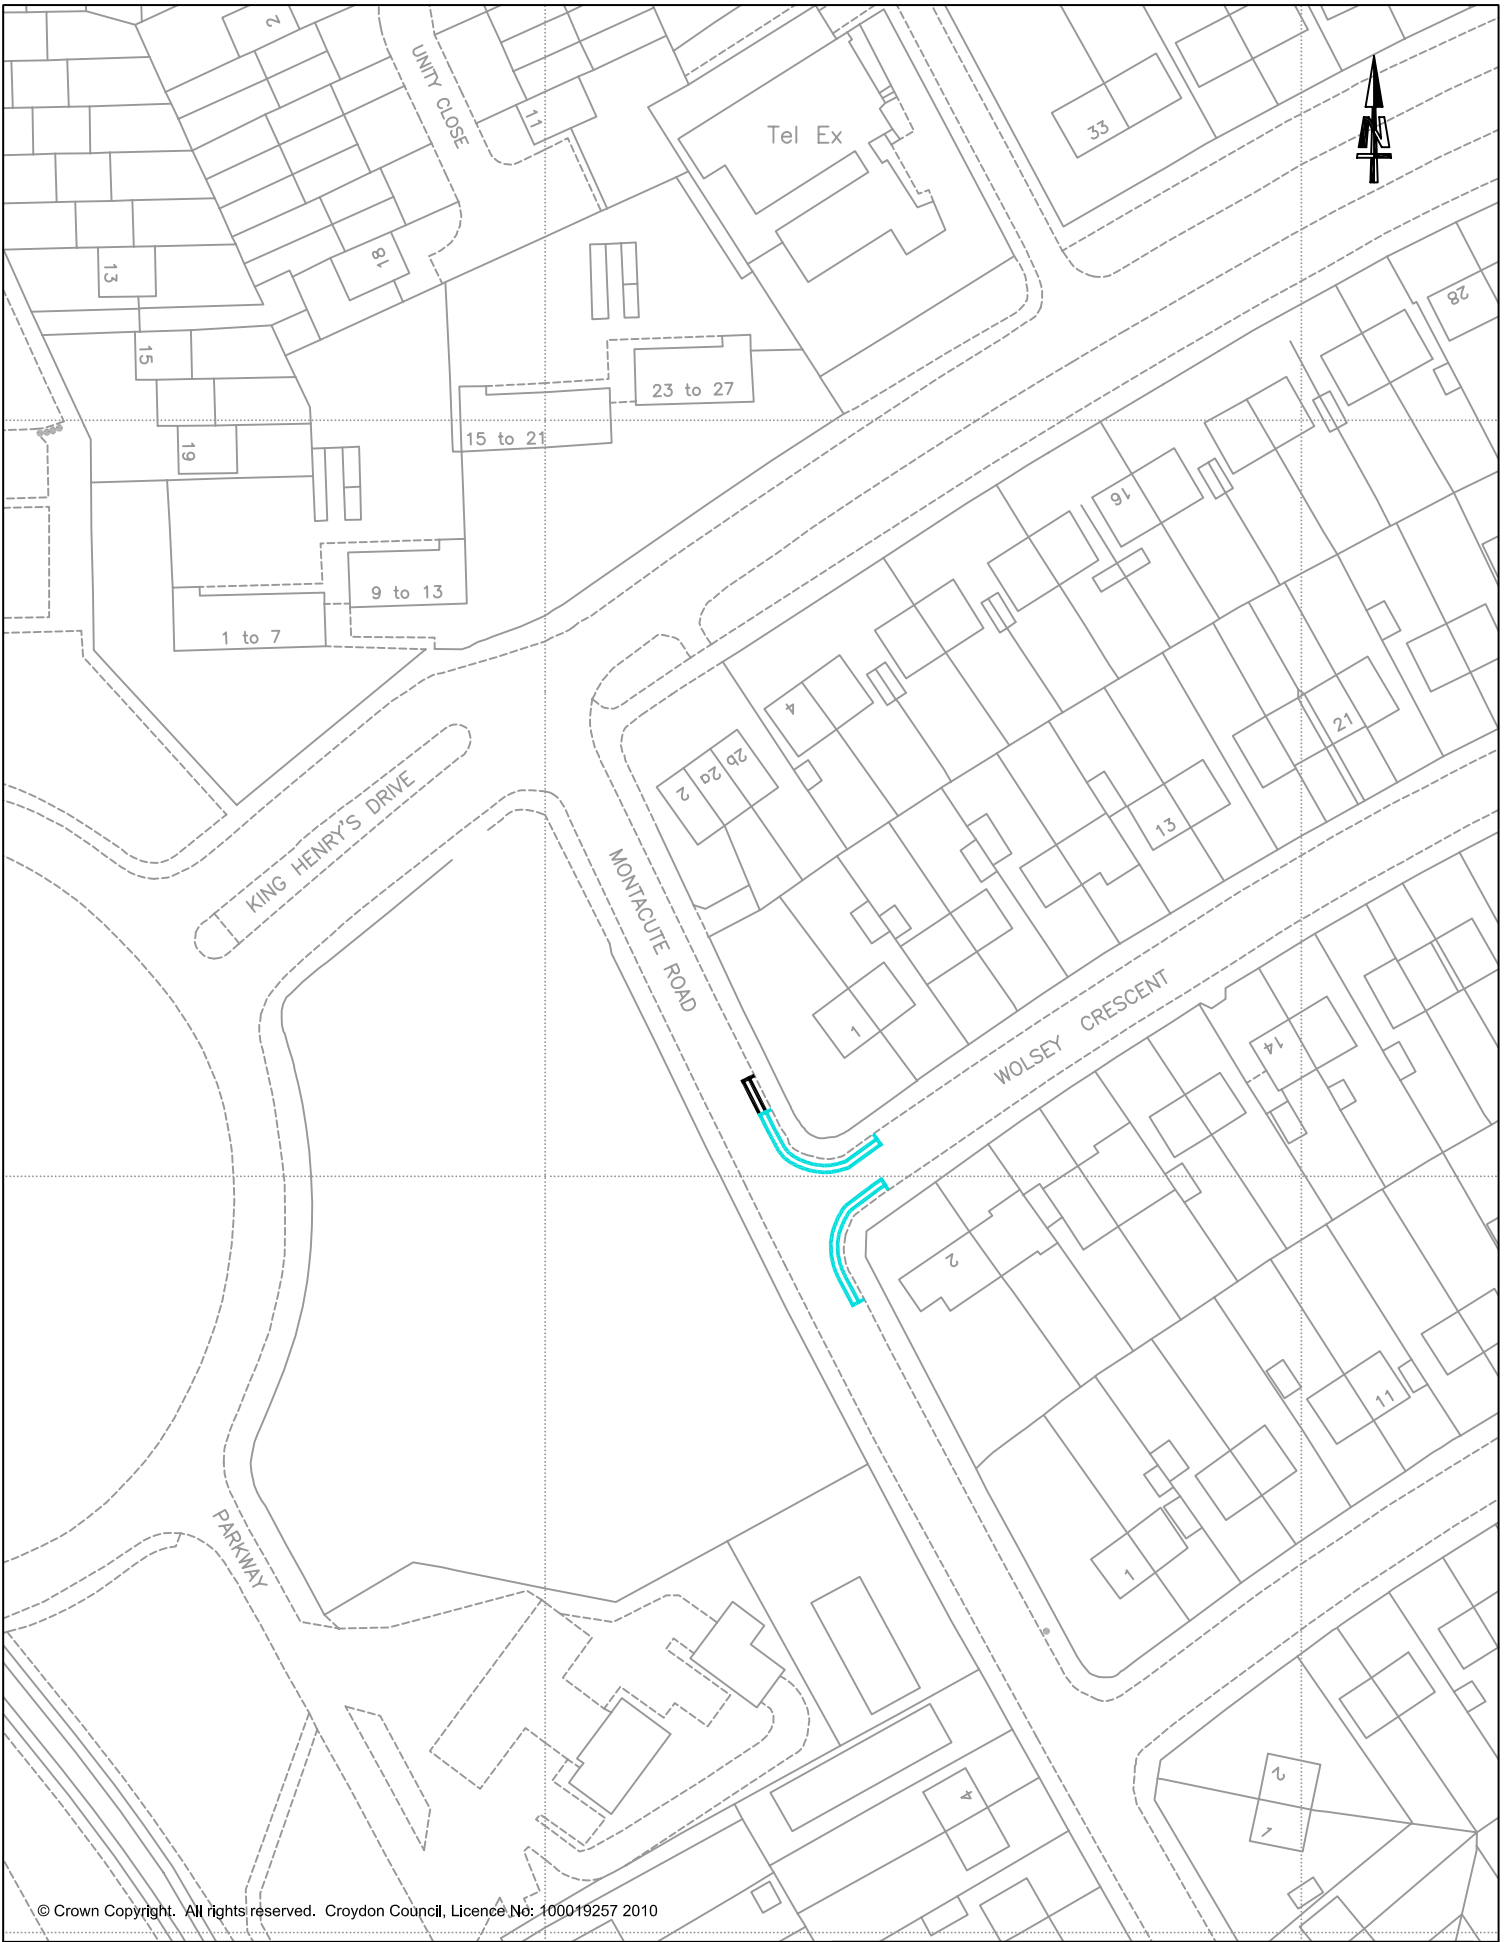 2
UNITY CLOSE
11
Tel Ex
33
N
13
18
28
15
23 to 27
15 to 21
19
16
9 to 13
1 to 7
4
21
2
2a
2b
KING HENRY'S DRIVE
13
MONTACUTE ROAD
1
WOLSEY CRESCENT
14
2
11
PARKWAY
1
2
1
4
© Crown Copyright. All rights reserved. Croydon Council, Licence No: 100019257 2010